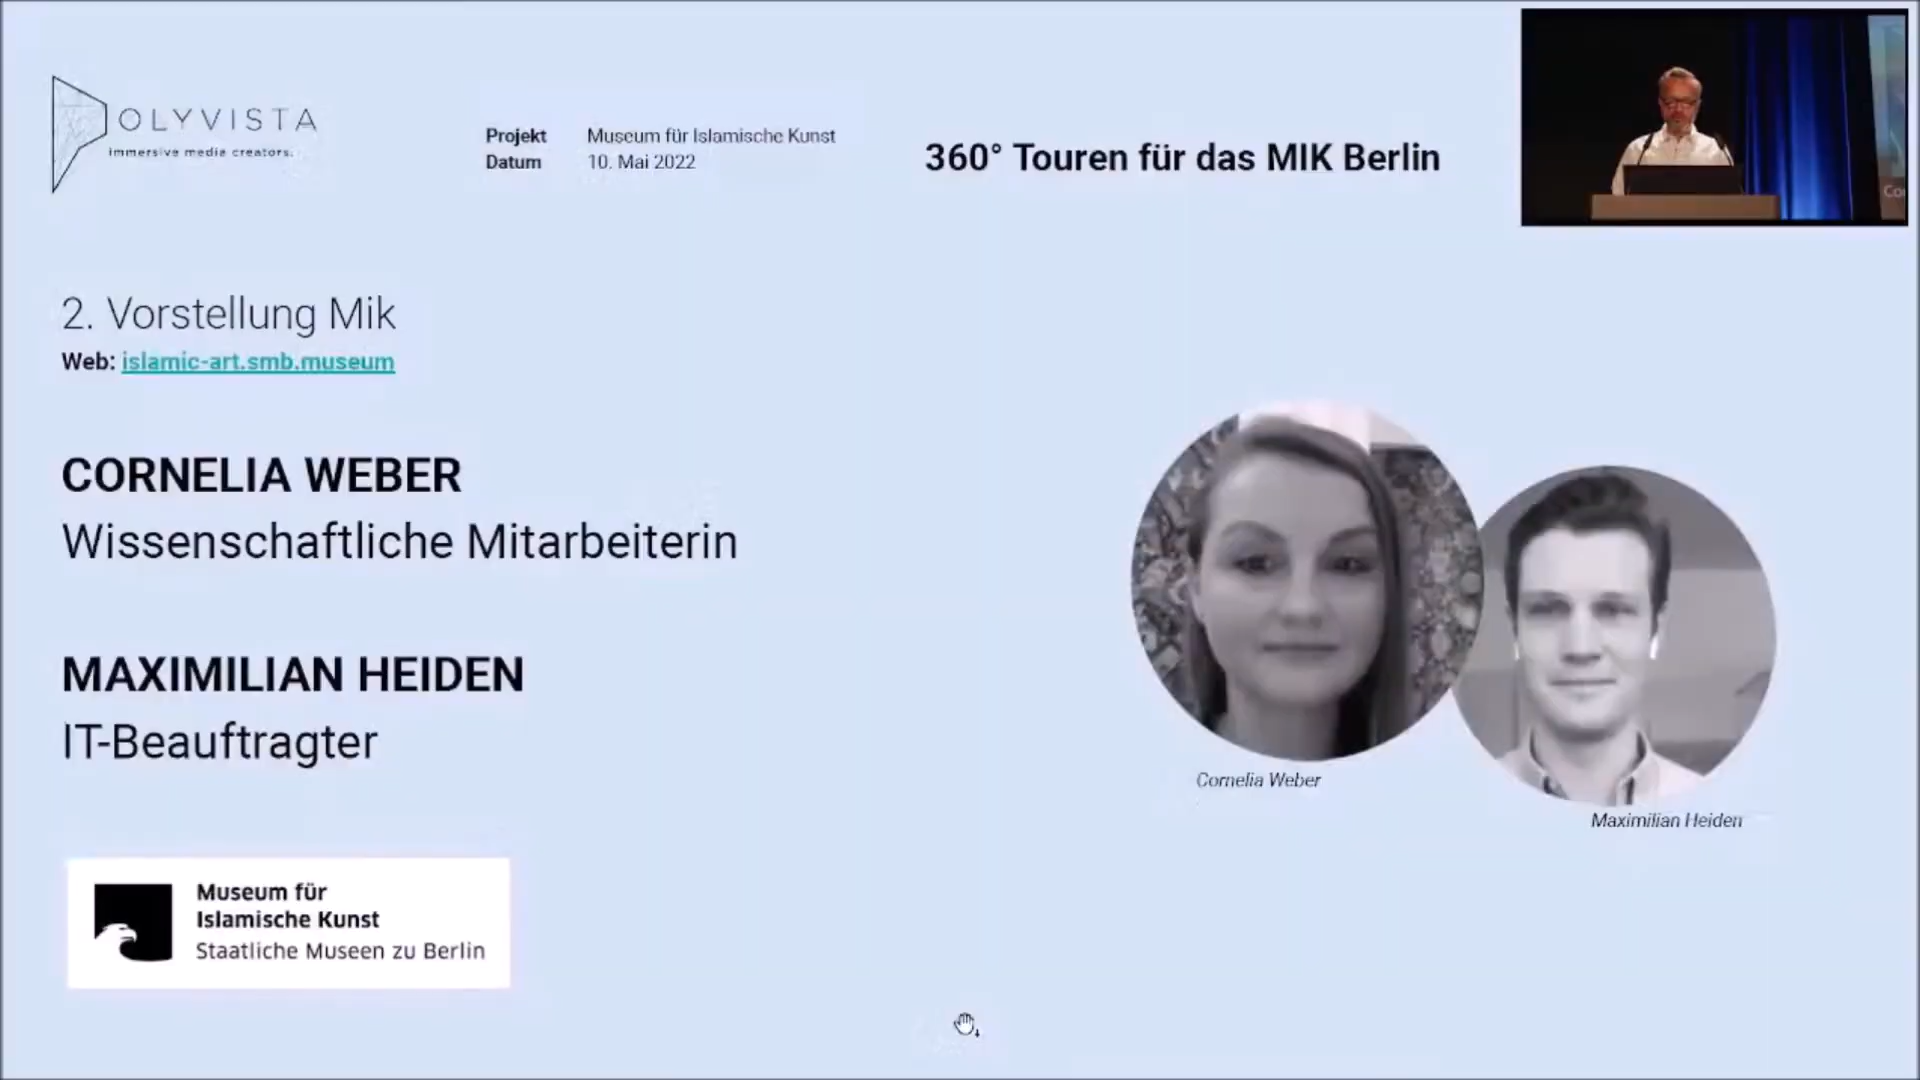 OLYVISTA
immersive media creators.
Projekt Museum für Islamische Kunst
Datum 10. Mai 2022
360° Touren für das MIK Berlin
Co
2. Vorstellung Mik
Web: islamic-art.smb.museum
CORNELIA WEBER
Wissenschaftliche Mitarbeiterin
MAXIMILIAN HEIDEN
IT-Beauftragter
Cornelia Weber
Maximilian Heiden
Museum für
Islamische Kunst
Staatliche Museen zu Berlin